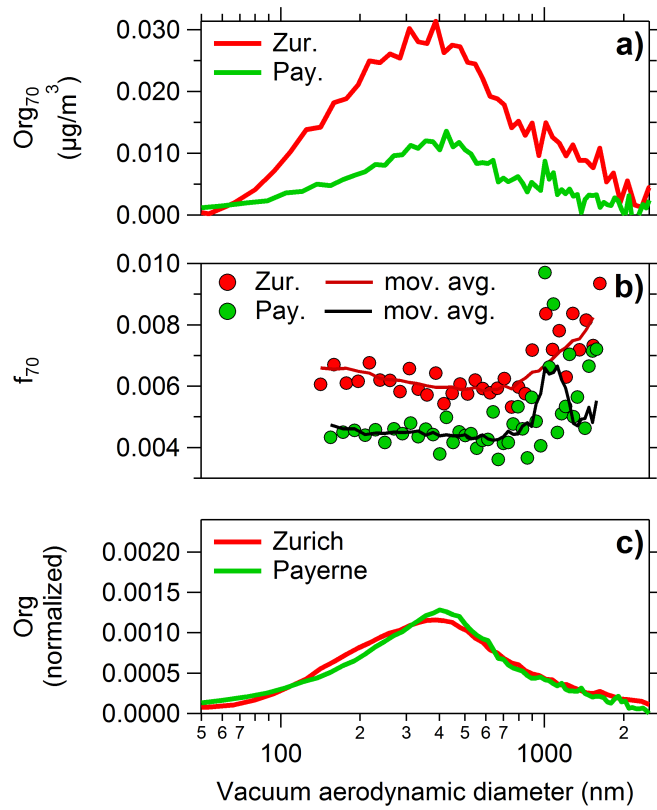 0.030
0.020
0.010
0.000
Org70
(µg/m3)
Zur.
Pay.
a)
0.010
0.008
0.006
0.004
f70
Zur. mov. avg.
Pay. mov. avg.
b)
0.0020
0.0015
0.0010
0.0005
0.0000
Org
(normalized)
Zurich
Payerne
c)
5 6 7 2 3 4 5 6 7 2
100 1000
Vacuum aerodynamic diameter (nm)